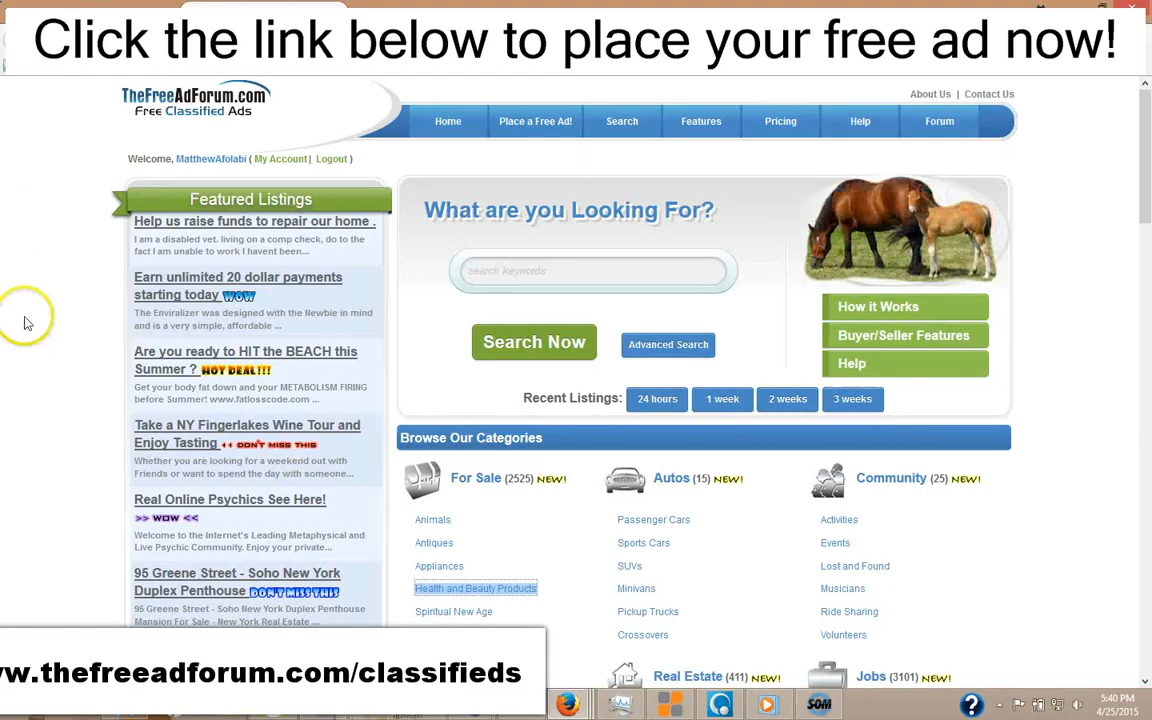 Click the link below to place your free ad now!
TheFreeAdForum.com
Free Classified Ads
About Us | Contact Us
Home Place a Free Ad! Search Features Pricing Help Forum
Welcome, MatthewAfolabi ( My Account | Logout )
Featured Listings
Help us raise funds to repair our home .
I am a disabled vet. living on a comp check, do to the
fact I am unable to work I havent been...
Earn unlimited 20 dollar payments
starting today WOW
The Enviralizer was designed with the Newbie in mind
and is a very simple, affordable ...
Are you ready to HIT the BEACH this
Summer ? HOT DEAL!!!
Get your body fat down and your METABOLISM FIRING
before Summer! www.fatlosscode.com ...
Take a NY Fingerlakes Wine Tour and
Enjoy Tasting DON'T MISS THIS
Whether you are looking for a weekend out with
Friends or want to spend the day with someone...
Real Online Psychics See Here!
>> WOW <<
Welcome to the Internet's Leading Metaphysical and
Live Psychic Community. Enjoy your private...
95 Greene Street - Soho New York
Duplex Penthouse DON'T MISS THIS
95 Greene Street - Soho New York Duplex Penthouse
Mansion For Sale - New York Real Estate ...
What are you Looking For?
search keywords...
Search Now Advanced Search
How it Works
Buyer/Seller Features
Help
Recent Listings: 24 hours 1 week 2 weeks 3 weeks
Browse Our Categories
For Sale (2525) NEW!
Animals
Antiques
Appliances
Health and Beauty Products
Spiritual New Age
Autos (15) NEW!
Passenger Cars
Sports Cars
SUVs
Minivans
Pickup Trucks
Crossovers
Community (25) NEW!
Activities
Events
Lost and Found
Musicians
Ride Sharing
Volunteers
Real Estate (411) NEW!
Jobs (3101) NEW!
w.thefreeadforum.com/classifieds
SOM
5:40 PM
4/25/2015